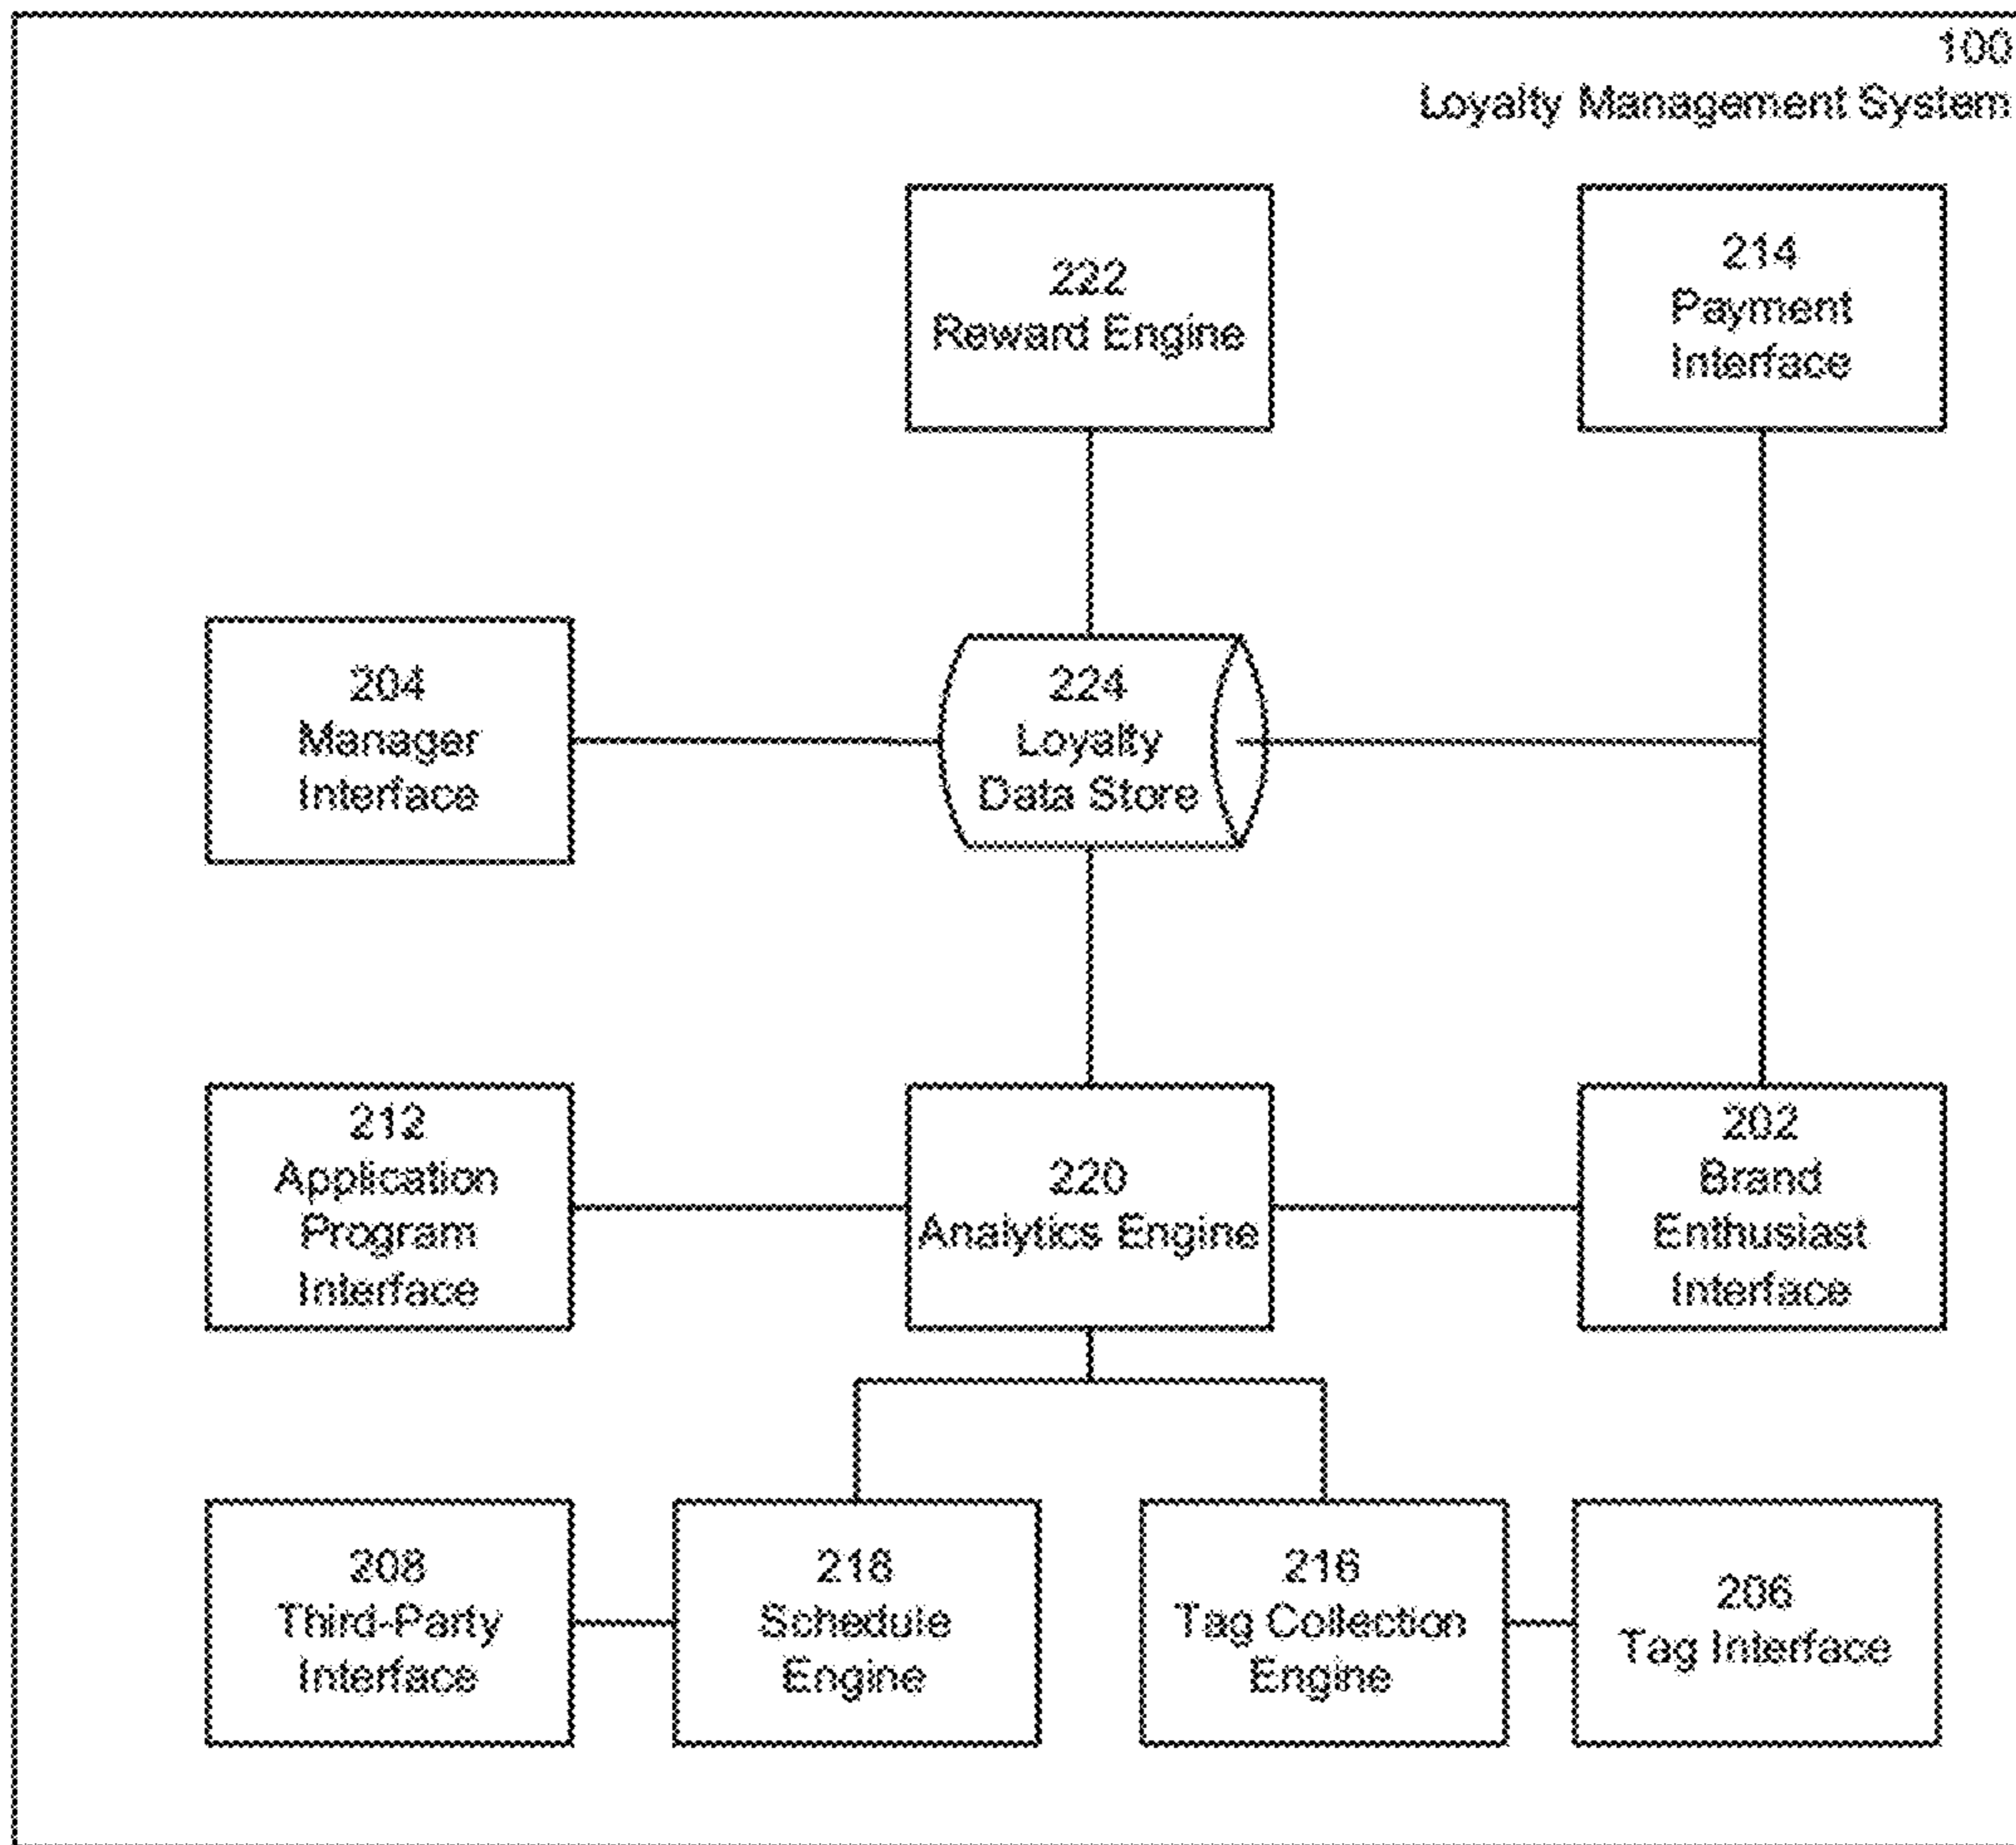 100
Loyalty Management System
222
Reward Engine
214
Payment
Interface
204
Manager
Interface
224
Loyalty
Data Store
212
Application
Program
Interface
220
Analytics Engine
202
Brand
Enthusiast
Interface
208
Third-Party
Interface
218
Schedule
Engine
216
Tag Collection
Engine
206
Tag Interface